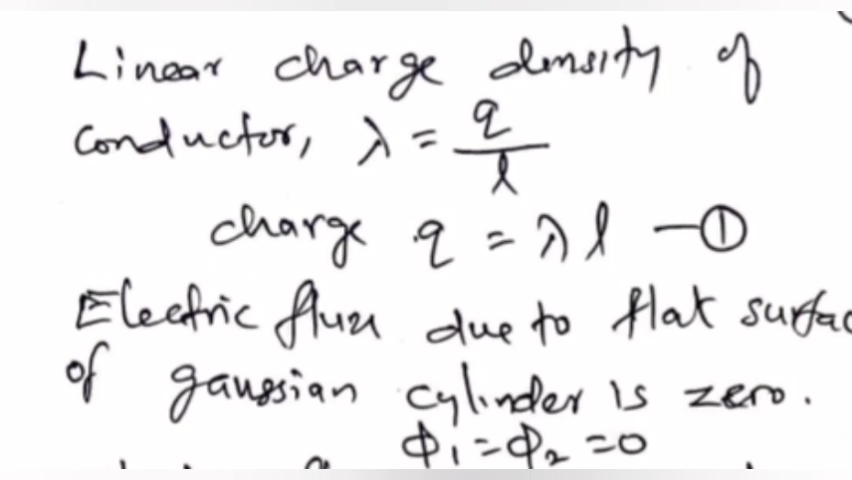 Linear charge density of
conductor, λ = q/l
charge q = λl —①
Electric flux due to flat surfac
of gaussian cylinder is zero.
ϕ₁ = ϕ₂ = 0